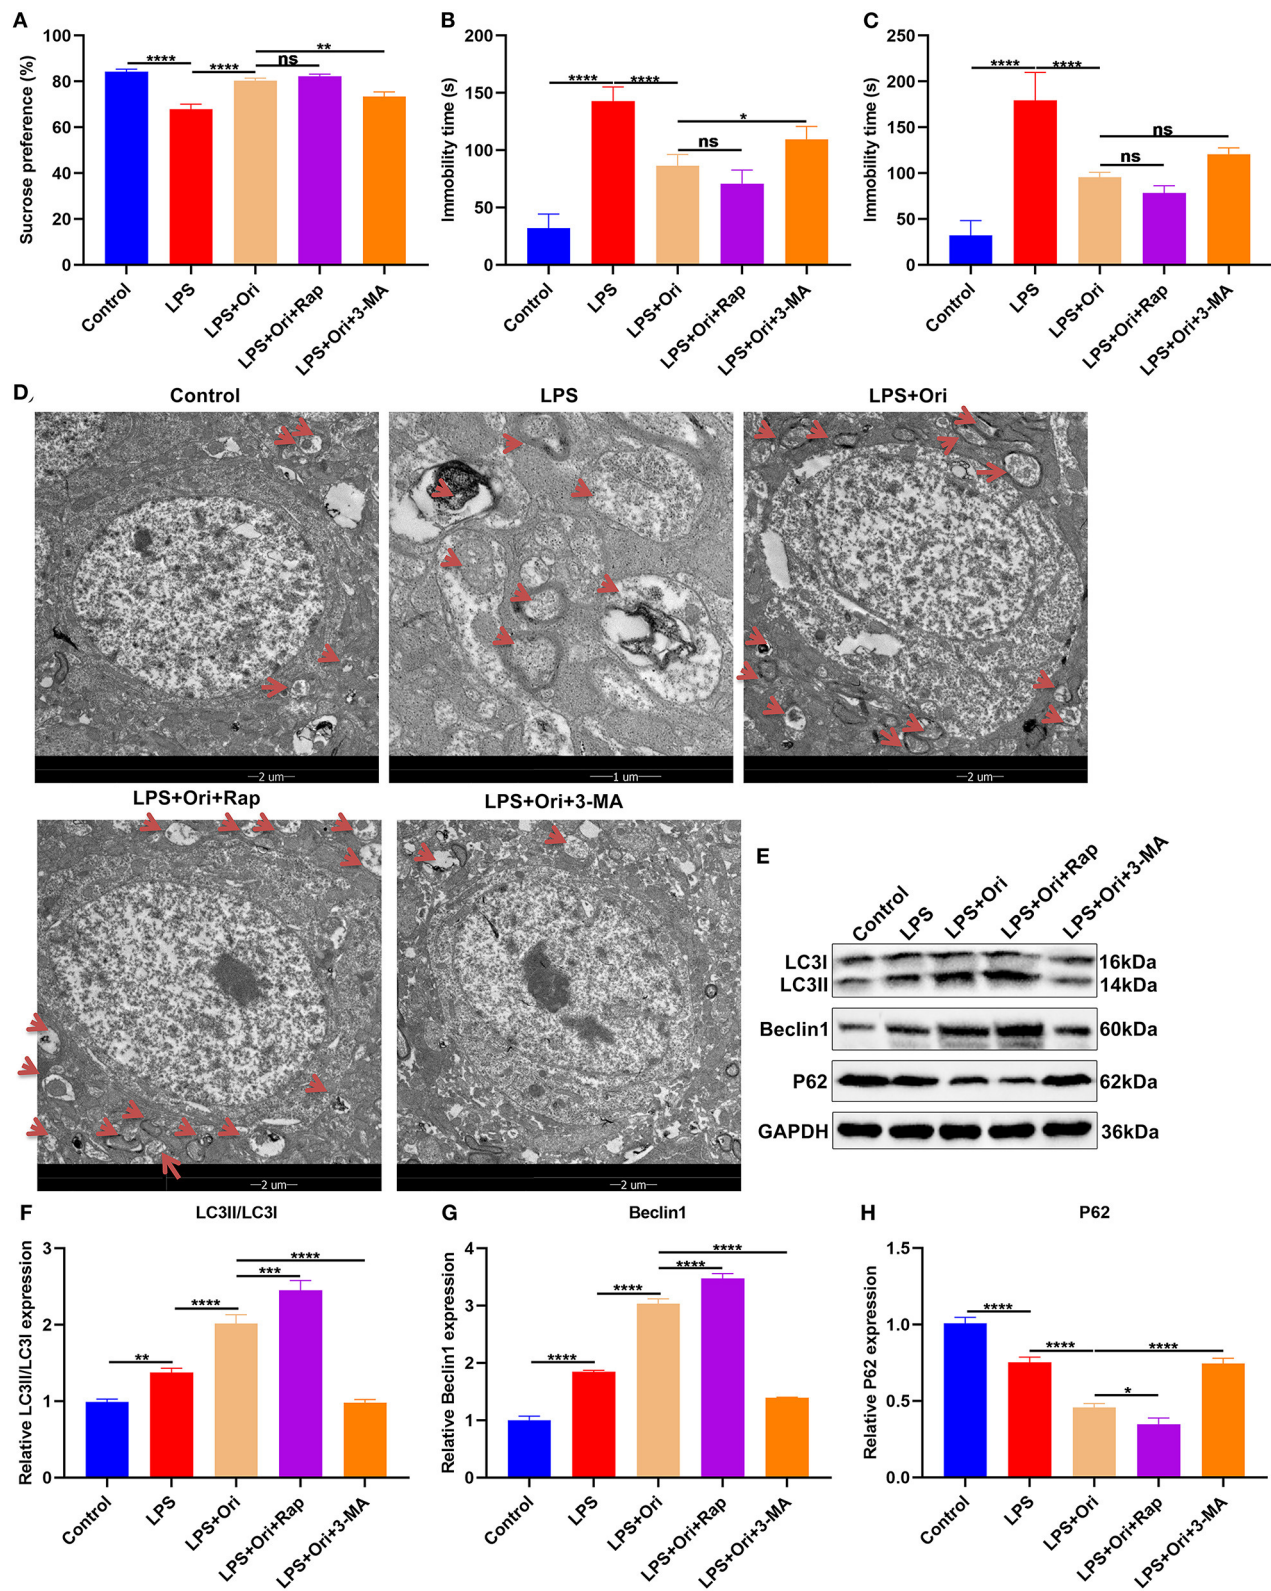 A
Sucrose preference (%)
100
80
60
40
20
0
****
****
ns
**
Control
LPS
LPS+Ori
LPS+Ori+Rap
LPS+Ori+3-MA
B
Immobility time (s)
200
150
100
50
0
****
****
ns
*
Control
LPS
LPS+Ori
LPS+Ori+Rap
LPS+Ori+3-MA
C
Immobility time (s)
250
200
150
100
50
0
****
****
ns
ns
Control
LPS
LPS+Ori
LPS+Ori+Rap
LPS+Ori+3-MA
D
Control
LPS
LPS+Ori
2 um
1 um
2 um
LPS+Ori+Rap
LPS+Ori+3-MA
2 um
2 um
E
Control
LPS
LPS+Ori
LPS+Ori+Rap
LPS+Ori+3-MA
LC3I 16kDa
LC3II 14kDa
Beclin1 60kDa
P62 62kDa
GAPDH 36kDa
F
LC3II/LC3I
Relative LC3II/LC3I expression
3
2
1
0
**
****
***
****
Control
LPS
LPS+Ori
LPS+Ori+Rap
LPS+Ori+3-MA
G
Beclin1
Relative Beclin1 expression
4
3
2
1
0
****
****
****
****
Control
LPS
LPS+Ori
LPS+Ori+Rap
LPS+Ori+3-MA
H
P62
Relative P62 expression
1.5
1.0
0.5
0.0
****
****
*
****
Control
LPS
LPS+Ori
LPS+Ori+Rap
LPS+Ori+3-MA